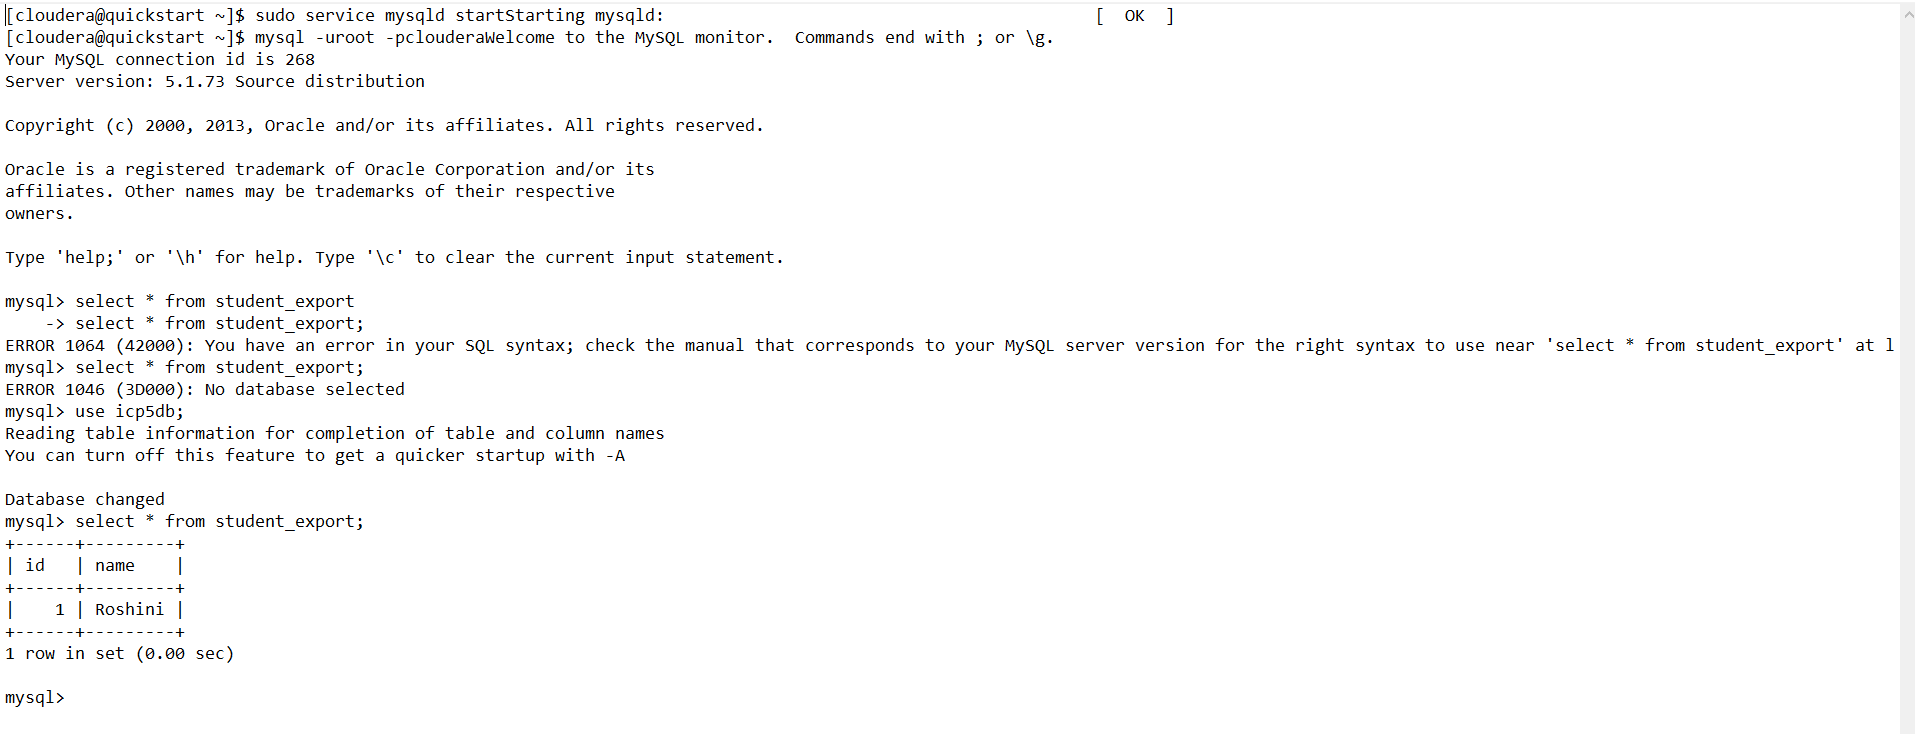 [cloudera@quickstart ~]$ sudo service mysqld startStarting mysqld:                                           [  OK  ]
[cloudera@quickstart ~]$ mysql -uroot -pclouderaWelcome to the MySQL monitor.  Commands end with ; or \g.
Your MySQL connection id is 268
Server version: 5.1.73 Source distribution

Copyright (c) 2000, 2013, Oracle and/or its affiliates. All rights reserved.

Oracle is a registered trademark of Oracle Corporation and/or its
affiliates. Other names may be trademarks of their respective
owners.

Type 'help;' or '\h' for help. Type '\c' to clear the current input statement.

mysql> select * from student_export
    -> select * from student_export;
ERROR 1064 (42000): You have an error in your SQL syntax; check the manual that corresponds to your MySQL server version for the right syntax to use near 'select * from student_export' at l
mysql> select * from student_export;
ERROR 1046 (3D000): No database selected
mysql> use icp5db;
Reading table information for completion of table and column names
You can turn off this feature to get a quicker startup with -A

Database changed
mysql> select * from student_export;
+------+---------+
| id   | name    |
+------+---------+
|    1 | Roshini |
+------+---------+
1 row in set (0.00 sec)

mysql>